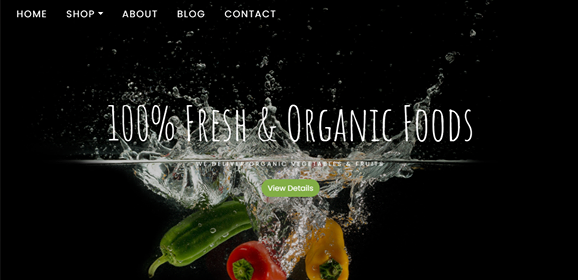 HOME SHOP ABOUT BLOG CONTACT
100% Fresh & Organic Foods
WE DELIVER ORGANIC VEGETABLES & FRUITS
View Details